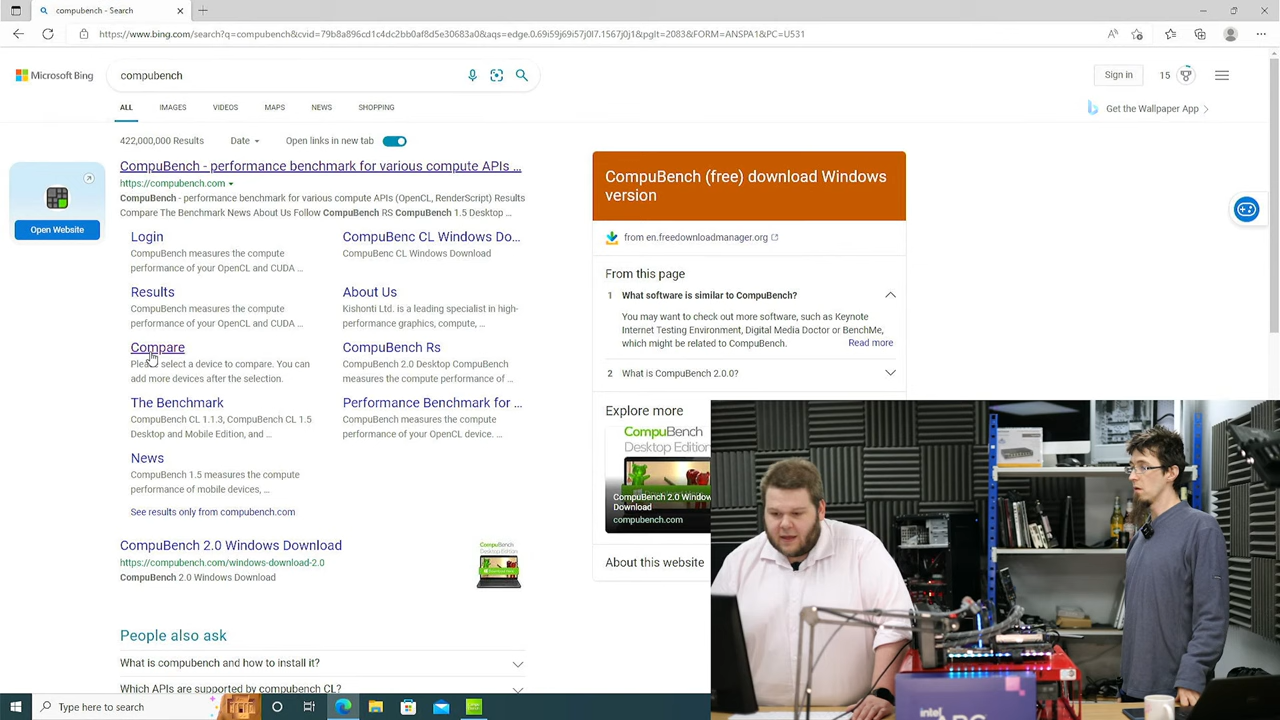 compubench - Search
https://www.bing.com/search?q=compubench&cvid=79b8a896cd1c4dc2bb0af8d5e30683a0&aqs=edge.0.69i59j69i57j0l7.1567j0j1&pglt=2083&FORM=ANSPA1&PC=U531
Microsoft Bing
compubench
Sign in
15
ALL
IMAGES
VIDEOS
MAPS
NEWS
SHOPPING
Get the Wallpaper App
422,000,000 Results
Date
Open links in new tab
Open Website
CompuBench - performance benchmark for various compute APIs ...
https://compubench.com
CompuBench - performance benchmark for various compute APIs (OpenCL, RenderScript) Results
Compare The Benchmark News About Us Follow CompuBench RS CompuBench 1.5 Desktop ...
Login
CompuBench measures the compute
performance of your OpenCL and CUDA ...
CompuBenc CL Windows Do...
CompuBenc CL Windows Download
Results
CompuBench measures the compute
performance of your OpenCL and CUDA ...
About Us
Kishonti Ltd. is a leading specialist in high-
performance graphics, compute, ...
Compare
select a device to compare. You can
add more devices after the selection.
CompuBench Rs
CompuBench 2.0 Desktop CompuBench
measures the compute performance of ...
The Benchmark
CompuBench CL 1.1.3, CompuBench CL 1.5
Desktop and Mobile Edition, and ...
Performance Benchmark for ...
CompuBench measures the compute
performance of your OpenCL device. ...
News
CompuBench 1.5 measures the compute
performance of mobile devices, ...
See results only from compubench.com
CompuBench 2.0 Windows Download
https://compubench.com/windows-download-2.0
CompuBench 2.0 Windows Download
CompuBench
Desktop Edition
People also ask
What is compubench and how to install it?
Which APIs are supported by compubench CL?
CompuBench (free) download Windows
version
from en.freedownloadmanager.org
From this page
1 What software is similar to CompuBench?
You may want to check out more software, such as Keynote
Internet Testing Environment, Digital Media Doctor or BenchMe,
which might be related to CompuBench.
Read more
2 What is CompuBench 2.0.0?
Explore more
CompuBench
Desktop Edition
CompuBench 2.0 Windo
Download
compubench.com
About this website
intel
ARC
Type here to search